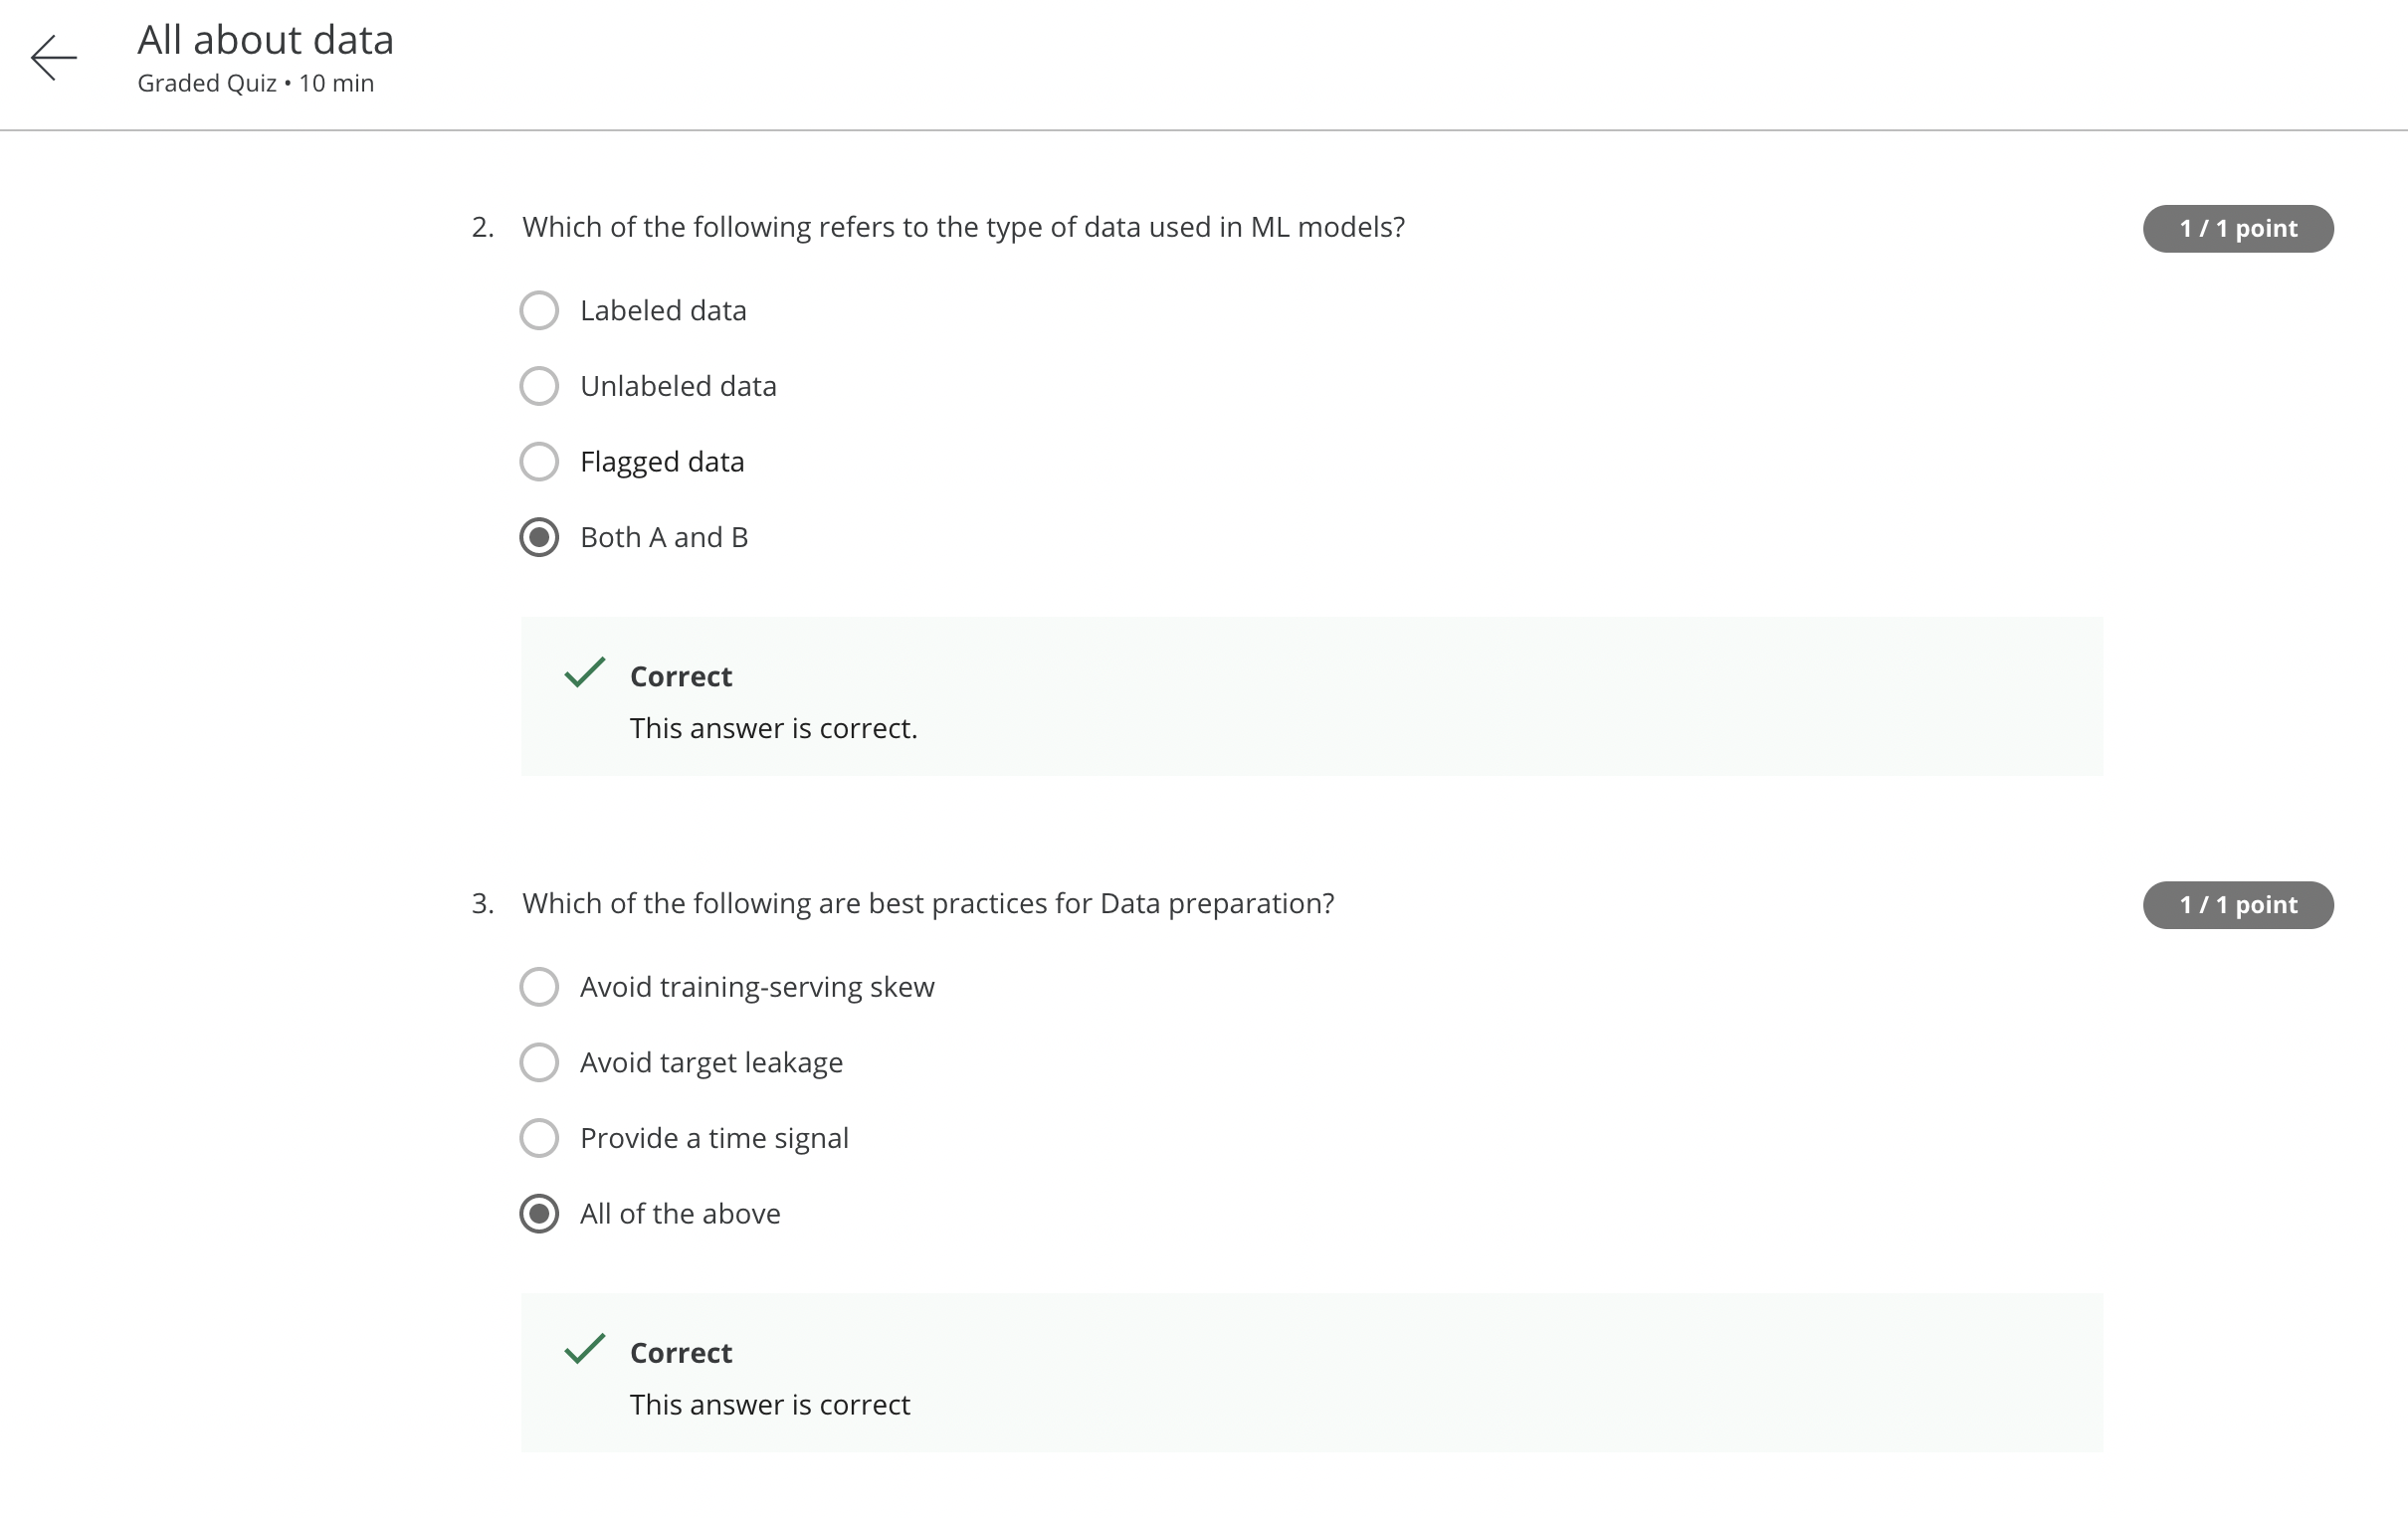 All about data
Graded Quiz • 10 min
2. Which of the following refers to the type of data used in ML models?
1 / 1 point
Labeled data
Unlabeled data
Flagged data
Both A and B
Correct
This answer is correct.
3. Which of the following are best practices for Data preparation?
1 / 1 point
Avoid training-serving skew
Avoid target leakage
Provide a time signal
All of the above
Correct
This answer is correct